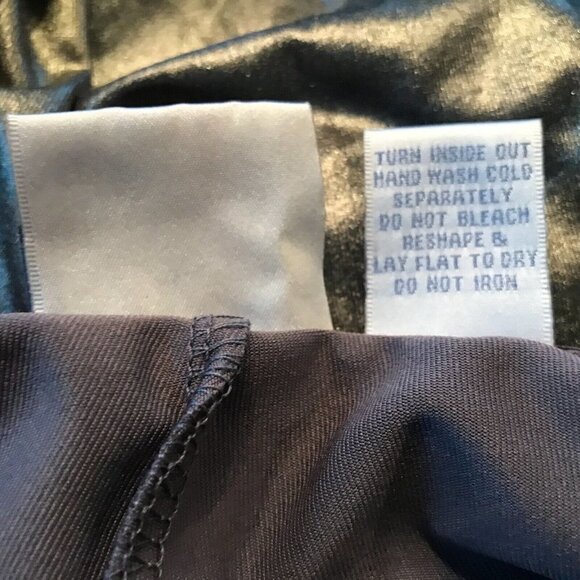 TURN INSIDE OUT
HAND WASH COLD
SEPARATELY
DO NOT BLEACH
RESHAPE &
LAY FLAT TO DRY
DO NOT IRON